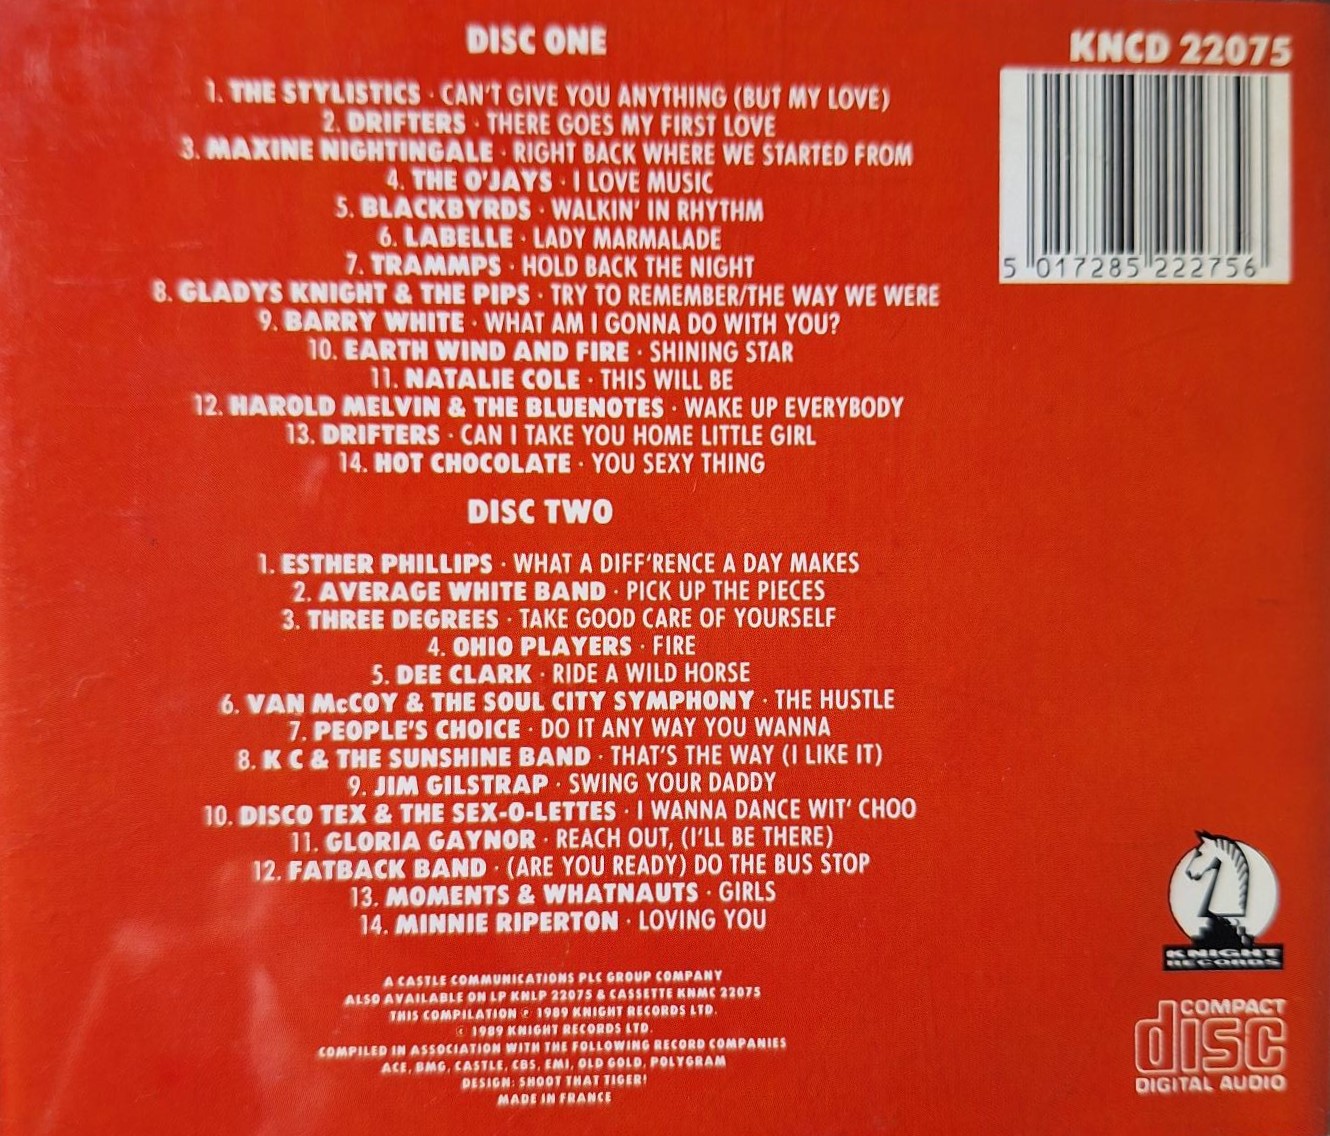 DISC ONE
KNCD 22075
1. THE STYLISTICS · CAN'T GIVE YOU ANYTHING (BUT MY LOVE)
2. DRIFTERS · THERE GOES MY FIRST LOVE
3. MAXINE NIGHTINGALE · RIGHT BACK WHERE WE STARTED FROM
4. THE O'JAYS · I LOVE MUSIC
5. BLACKBYRDS · WALKIN' IN RHYTHM
6. LABELLE · LADY MARMALADE
7. TRAMMPS · HOLD BACK THE NIGHT
5 017285 222756
8. GLADYS KNIGHT & THE PIPS · TRY TO REMEMBER/THE WAY WE WERE
9. BARRY WHITE · WHAT AM I GONNA DO WITH YOU?
10. EARTH WIND AND FIRE · SHINING STAR
11. NATALIE COLE · THIS WILL BE
12. HAROLD MELVIN & THE BLUENOTES · WAKE UP EVERYBODY
13. DRIFTERS · CAN I TAKE YOU HOME LITTLE GIRL
14. HOT CHOCOLATE · YOU SEXY THING
DISC TWO
1. ESTHER PHILLIPS · WHAT A DIFF'RENCE A DAY MAKES
2. AVERAGE WHITE BAND · PICK UP THE PIECES
3. THREE DEGREES · TAKE GOOD CARE OF YOURSELF
4. OHIO PLAYERS · FIRE
5. DEE CLARK · RIDE A WILD HORSE
6. VAN McCOY & THE SOUL CITY SYMPHONY · THE HUSTLE
7. PEOPLE'S CHOICE · DO IT ANY WAY YOU WANNA
8. K C & THE SUNSHINE BAND · THAT'S THE WAY (I LIKE IT)
9. JIM GILSTRAP · SWING YOUR DADDY
10. DISCO TEX & THE SEX-O-LETTES · I WANNA DANCE WIT' CHOO
11. GLORIA GAYNOR · REACH OUT, (I'LL BE THERE)
12. FATBACK BAND · (ARE YOU READY) DO THE BUS STOP
13. MOMENTS & WHATNAUTS · GIRLS
14. MINNIE RIPERTON · LOVING YOU
KNIGHT
RECORDS
A CASTLE COMMUNICATIONS PLC GROUP COMPANY
ALSO AVAILABLE ON LP KNLP 22075 & CASSETTE KNMC 22075
THIS COMPILATION ℗ 1989 KNIGHT RECORDS LTD.
© 1989 KNIGHT RECORDS LTD.
COMPILED IN ASSOCIATION WITH THE FOLLOWING RECORD COMPANIES
ACE, BMG, CASTLE, CBS, EMI, OLD GOLD, POLYGRAM
DESIGN: SHOOT THAT TIGER!
MADE IN FRANCE
COMPACT
disc
DIGITAL AUDIO